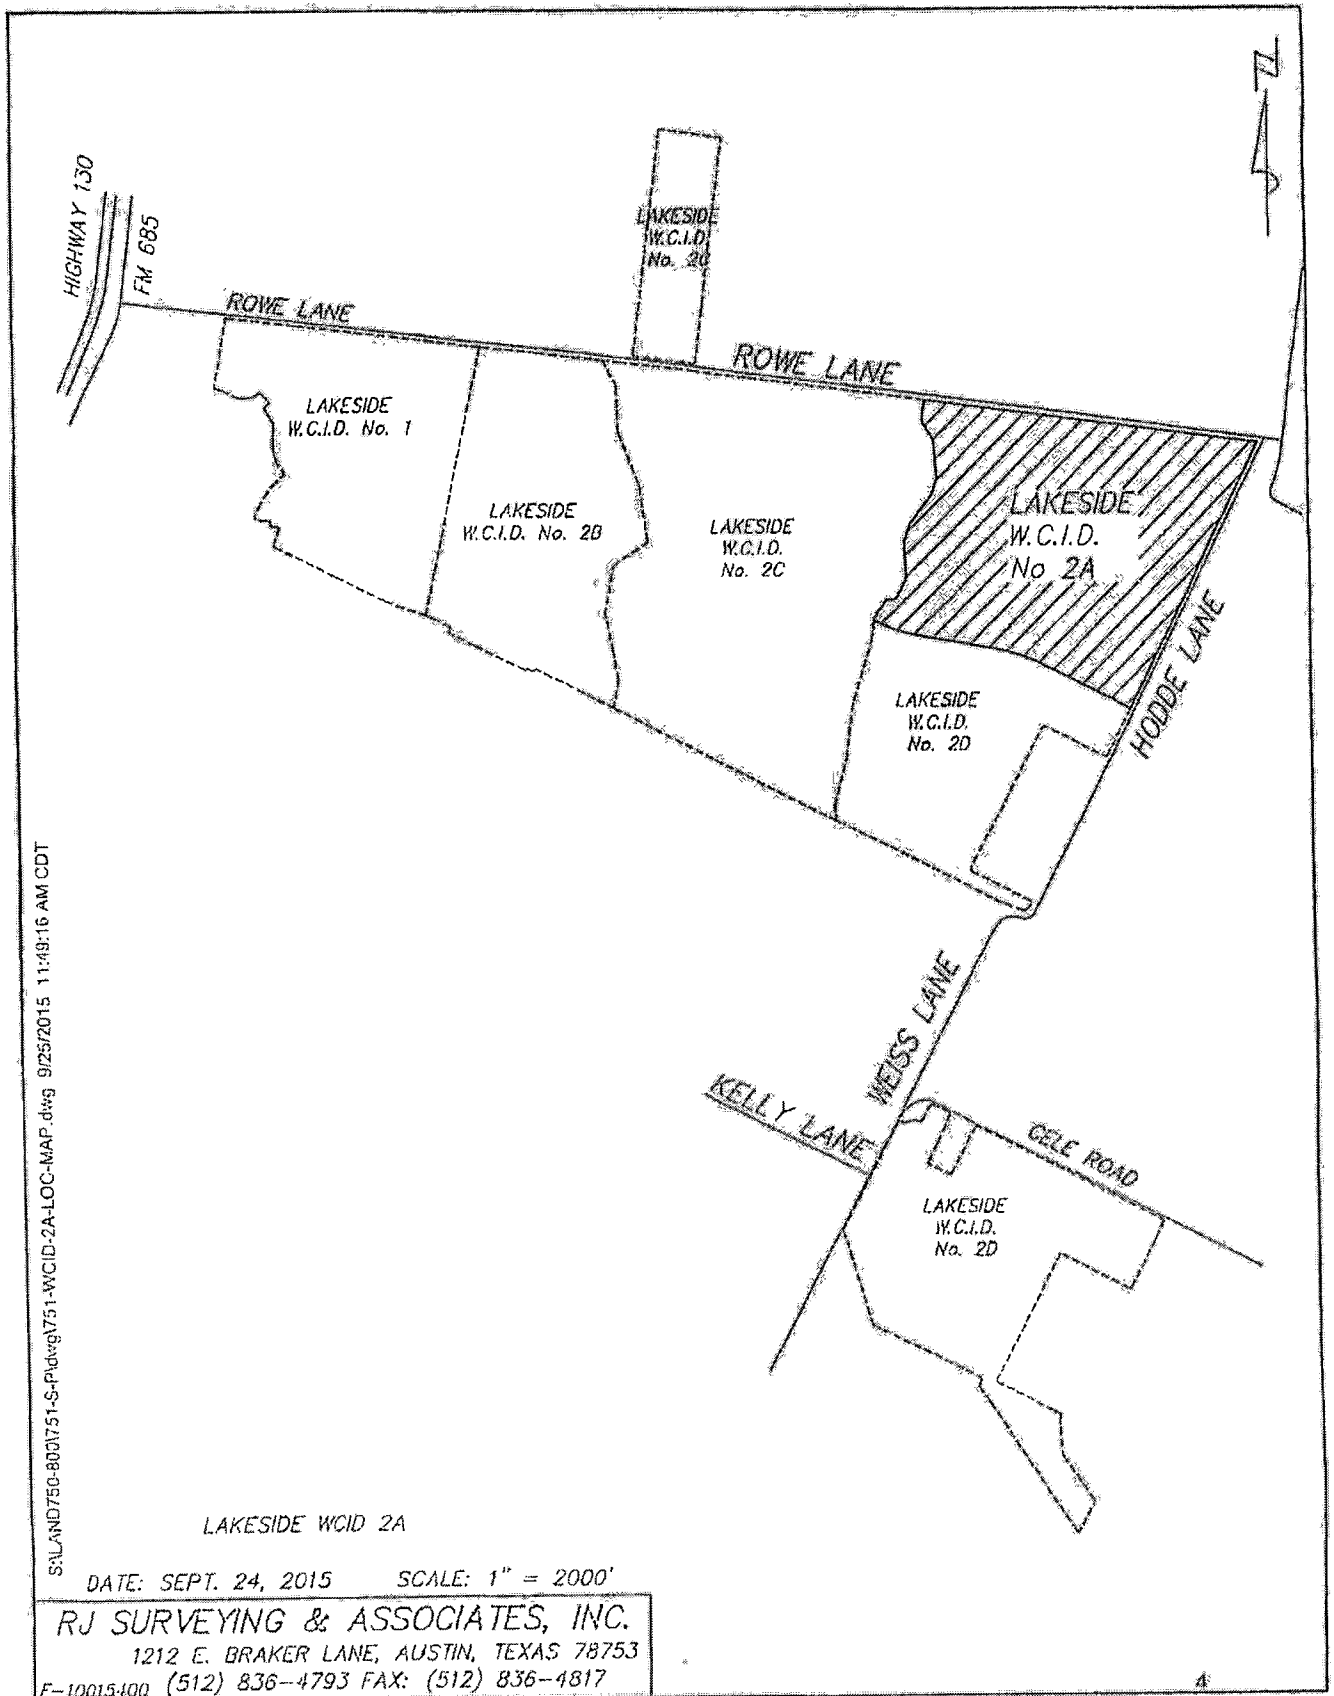 HIGHWAY 130
FM 685
LAKESIDE
W.C.I.D.
No. 2C
ROWE LANE
ROWE LANE
LAKESIDE
W.C.I.D. No. 1
LAKESIDE
W.C.I.D. No. 2B
LAKESIDE
W.C.I.D.
No. 2C
LAKESIDE
W.C.I.D.
No 2A
HODDE LANE
LAKESIDE
W.C.I.D.
No. 2D
WEISS LANE
KELLY LANE
CELE ROAD
LAKESIDE
W.C.I.D.
No. 2D
S:\LAND750-800\751-S-P\dwg\751-WCID-2A-LOC-MAP.dwg 9/25/2015 11:49:16 AM CDT
LAKESIDE WCID 2A
DATE: SEPT. 24, 2015 SCALE: 1" = 2000'
RJ SURVEYING & ASSOCIATES, INC.
1212 E. BRAKER LANE, AUSTIN, TEXAS 78753
F-10015400 (512) 836-4793 FAX: (512) 836-4817